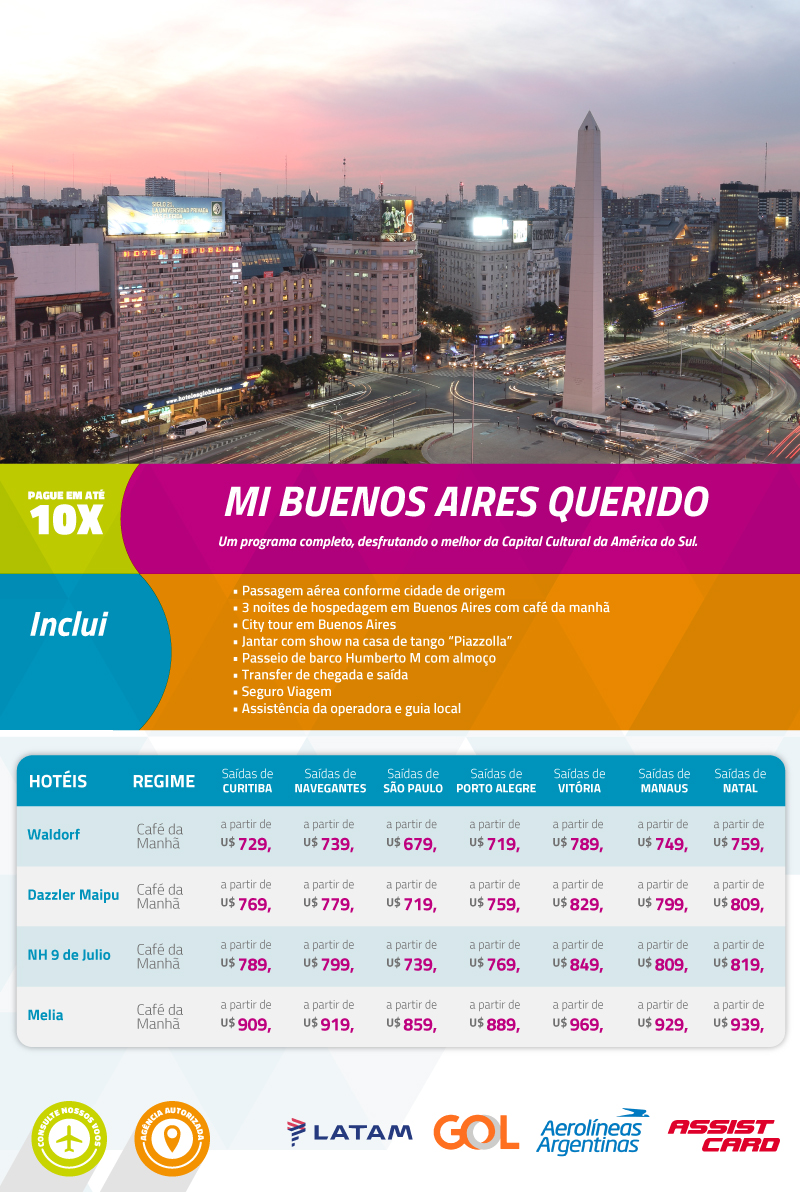 SIGLO 21:
LA UNIVERSIDAD PRIVADA
HOTEL REPUBLICA
PAGUE EM ATÉ
10X
MI BUENOS AIRES QUERIDO
Um programa completo, desfrutando o melhor da Capital Cultural da América do Sul.
Inclui
• Passagem aérea conforme cidade de origem
• 3 noites de hospedagem em Buenos Aires com café da manhã
• City tour em Buenos Aires
• Jantar com show na casa de tango “Piazzolla”
• Passeio de barco Humberto M com almoço
• Transfer de chegada e saída
• Seguro Viagem
• Assistência da operadora e guia local
HOTÉIS REGIME Saídas de CURITIBA Saídas de NAVEGANTES Saídas de SÃO PAULO Saídas de PORTO ALEGRE Saídas de VITÓRIA Saídas de MANAUS Saídas de NATAL
Waldorf Café da Manhã a partir de U$ 729, a partir de U$ 739, a partir de U$ 679, a partir de U$ 719, a partir de U$ 789, a partir de U$ 749, a partir de U$ 759,
Dazzler Maipu Café da Manhã a partir de U$ 769, a partir de U$ 779, a partir de U$ 719, a partir de U$ 759, a partir de U$ 829, a partir de U$ 799, a partir de U$ 809,
NH 9 de Julio Café da Manhã a partir de U$ 789, a partir de U$ 799, a partir de U$ 739, a partir de U$ 769, a partir de U$ 849, a partir de U$ 809, a partir de U$ 819,
Melia Café da Manhã a partir de U$ 909, a partir de U$ 919, a partir de U$ 859, a partir de U$ 889, a partir de U$ 969, a partir de U$ 929, a partir de U$ 939,
CONSULTE NOSSOS VOOS
AGÊNCIA AUTORIZADA
LATAM
GOL
Aerolíneas
Argentinas
ASSIST
CARD